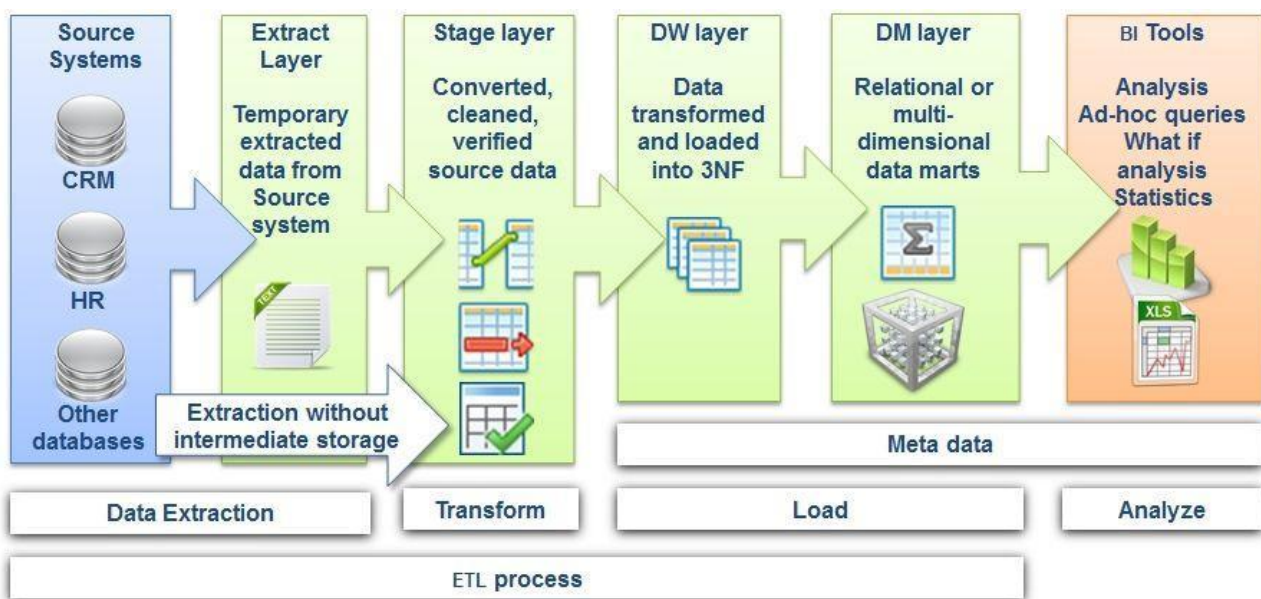 Source
Systems
CRM
HR
Other
databases
Extract
Layer
Temporary
extracted
data from
Source
system
TEXT
Extraction without
intermediate storage
Stage layer
Converted,
cleaned,
verified
source data
DW layer
Data
transformed
and loaded
into 3NF
DM layer
Relational or
multi-
dimensional
data marts
Σ
BI Tools
Analysis
Ad-hoc queries
What if
analysis
Statistics
XLS
Meta data
Data Extraction
Transform
Load
Analyze
ETL process